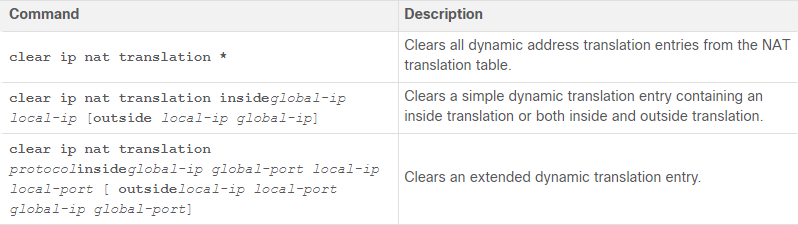 Command Description
clear ip nat translation *
Clears all dynamic address translation entries from the NAT
translation table.
clear ip nat translation insideglobal-ip
local-ip [outside local-ip global-ip]
Clears a simple dynamic translation entry containing an
inside translation or both inside and outside translation.
clear ip nat translation
protocolinsideglobal-ip global-port local-ip
local-port [ outsidelocal-ip local-port
global-ip global-port]
Clears an extended dynamic translation entry.